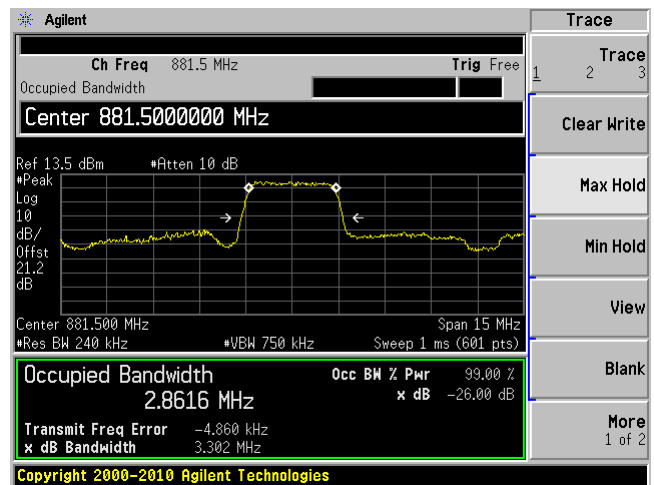 Agilent
Trace
Ch Freq 881.5 MHz Trig Free
Occupied Bandwidth
Center 881.5000000 MHz
Ref 13.5 dBm #Atten 10 dB
#Peak
Log
10
dB/
Offst
21.2
dB
Center 881.500 MHz Span 15 MHz
#Res BW 240 kHz #VBW 750 kHz Sweep 1 ms (601 pts)
Occupied Bandwidth Occ BW % Pwr 99.00 %
2.8616 MHz x dB -26.00 dB
Transmit Freq Error -4.860 kHz
x dB Bandwidth 3.302 MHz
Copyright 2000-2010 Agilent Technologies
Trace
1 2 3
Clear Write
Max Hold
Min Hold
View
Blank
More
1 of 2